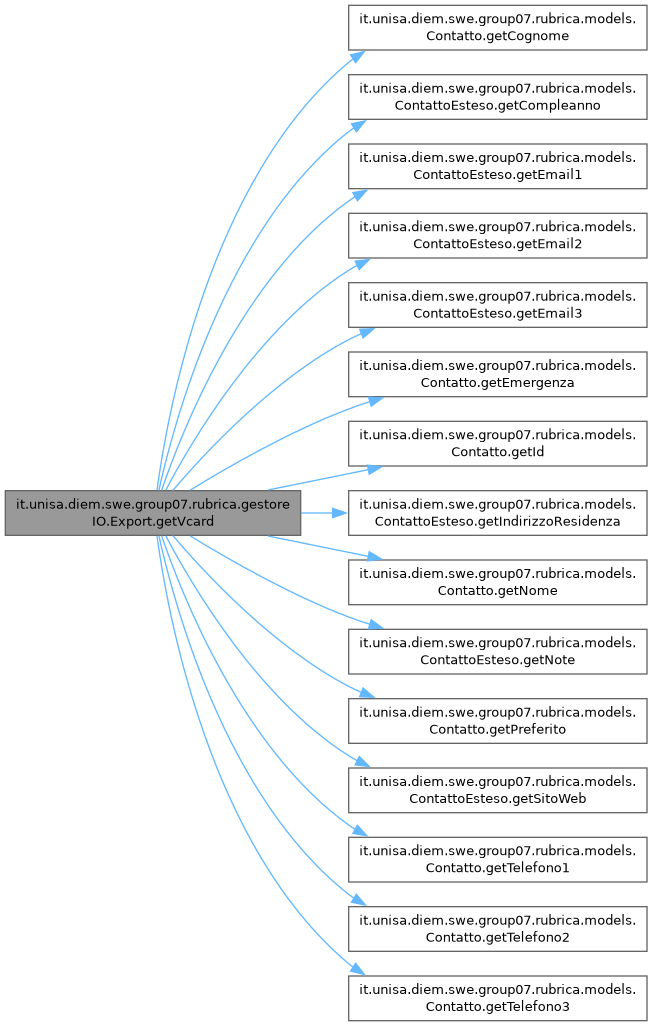 it.unisa.diem.swe.group07.rubrica.gestore
IO.Export.getVcard
it.unisa.diem.swe.group07.rubrica.models.
Contatto.getCognome
it.unisa.diem.swe.group07.rubrica.models.
ContattoEsteso.getCompleanno
it.unisa.diem.swe.group07.rubrica.models.
ContattoEsteso.getEmail1
it.unisa.diem.swe.group07.rubrica.models.
ContattoEsteso.getEmail2
it.unisa.diem.swe.group07.rubrica.models.
ContattoEsteso.getEmail3
it.unisa.diem.swe.group07.rubrica.models.
Contatto.getEmergenza
it.unisa.diem.swe.group07.rubrica.models.
Contatto.getId
it.unisa.diem.swe.group07.rubrica.models.
ContattoEsteso.getIndirizzoResidenza
it.unisa.diem.swe.group07.rubrica.models.
Contatto.getNome
it.unisa.diem.swe.group07.rubrica.models.
ContattoEsteso.getNote
it.unisa.diem.swe.group07.rubrica.models.
Contatto.getPreferito
it.unisa.diem.swe.group07.rubrica.models.
ContattoEsteso.getSitoWeb
it.unisa.diem.swe.group07.rubrica.models.
Contatto.getTelefono1
it.unisa.diem.swe.group07.rubrica.models.
Contatto.getTelefono2
it.unisa.diem.swe.group07.rubrica.models.
Contatto.getTelefono3